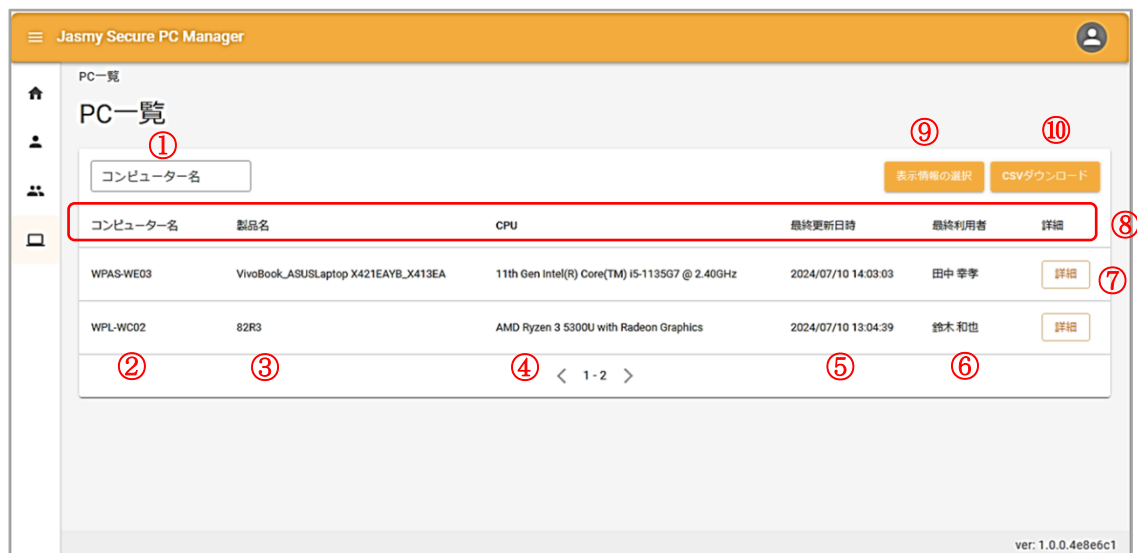 Jasmy Secure PC Manager
PC一覧
PC一覧
① ⑨ ⑩
コンピューター名 表示情報の選択 CSVダウンロード
コンピューター名 製品名 CPU 最終更新日時 最終利用者 詳細 ⑧
WPAS-WE03 VivoBook_ASUSLaptop X421EAYB_X413EA 11th Gen Intel(R) Core(TM) i5-1135G7 @ 2.40GHz 2024/07/10 14:03:03 田中 幸孝 詳細 ⑦
WPL-WC02 82R3 AMD Ryzen 3 5300U with Radeon Graphics 2024/07/10 13:04:39 鈴木 和也 詳細
② ③ ④ 1 - 2 ⑤ ⑥
ver: 1.0.0.4e8e6c1